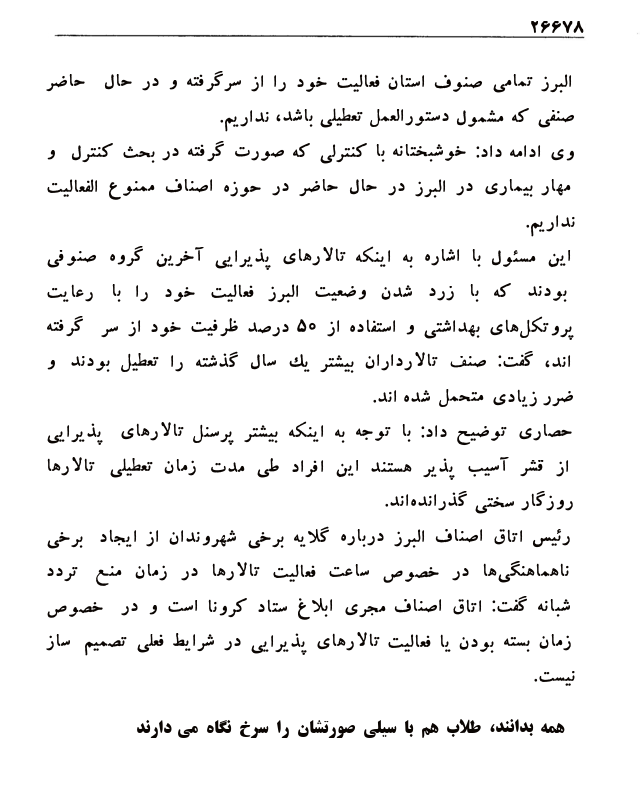 ۲۶۶۷۸
البرز تمامی صنوف استان فعالیت خود را از سرگرفته و در حال حاضر
صنفی که مشمول دستورالعمل تعطیلی باشد، نداریم.
وی ادامه داد: خوشبختانه با کنترلی که صورت گرفته در بحث کنترل و
مهار بیماری در البرز در حال حاضر در حوزه اصناف ممنوع الفعالیت
نداریم.
این مسئول با اشاره به اینکه تالارهای پذیرایی آخرین گروه صنوفی
بودند که با زرد شدن وضعیت البرز فعالیت خود را با رعایت
پروتکل‌های بهداشتی و استفاده از ۵۰ درصد ظرفیت خود از سر گرفته
اند، گفت: صنف تالارداران بیشتر یك سال گذشته را تعطیل بودند و
ضرر زیادی متحمل شده اند.
حصاری توضیح داد: با توجه به اینکه بیشتر پرسنل تالارهای پذیرایی
از قشر آسیب پذیر هستند این افراد طی مدت زمان تعطیلی تالارها
روزگار سختی گذرانده‌اند.
رئیس اتاق اصناف البرز درباره گلایه برخی شهروندان از ایجاد برخی
ناهماهنگی‌ها در خصوص ساعت فعالیت تالارها در زمان منع تردد
شبانه گفت: اتاق اصناف مجری ابلاغ ستاد کرونا است و در خصوص
زمان بسته بودن یا فعالیت تالارهای پذیرایی در شرایط فعلی تصمیم ساز
نیست.
همه بدانند، طلاب هم با سیلی صورتشان را سرخ نگاه می دارند